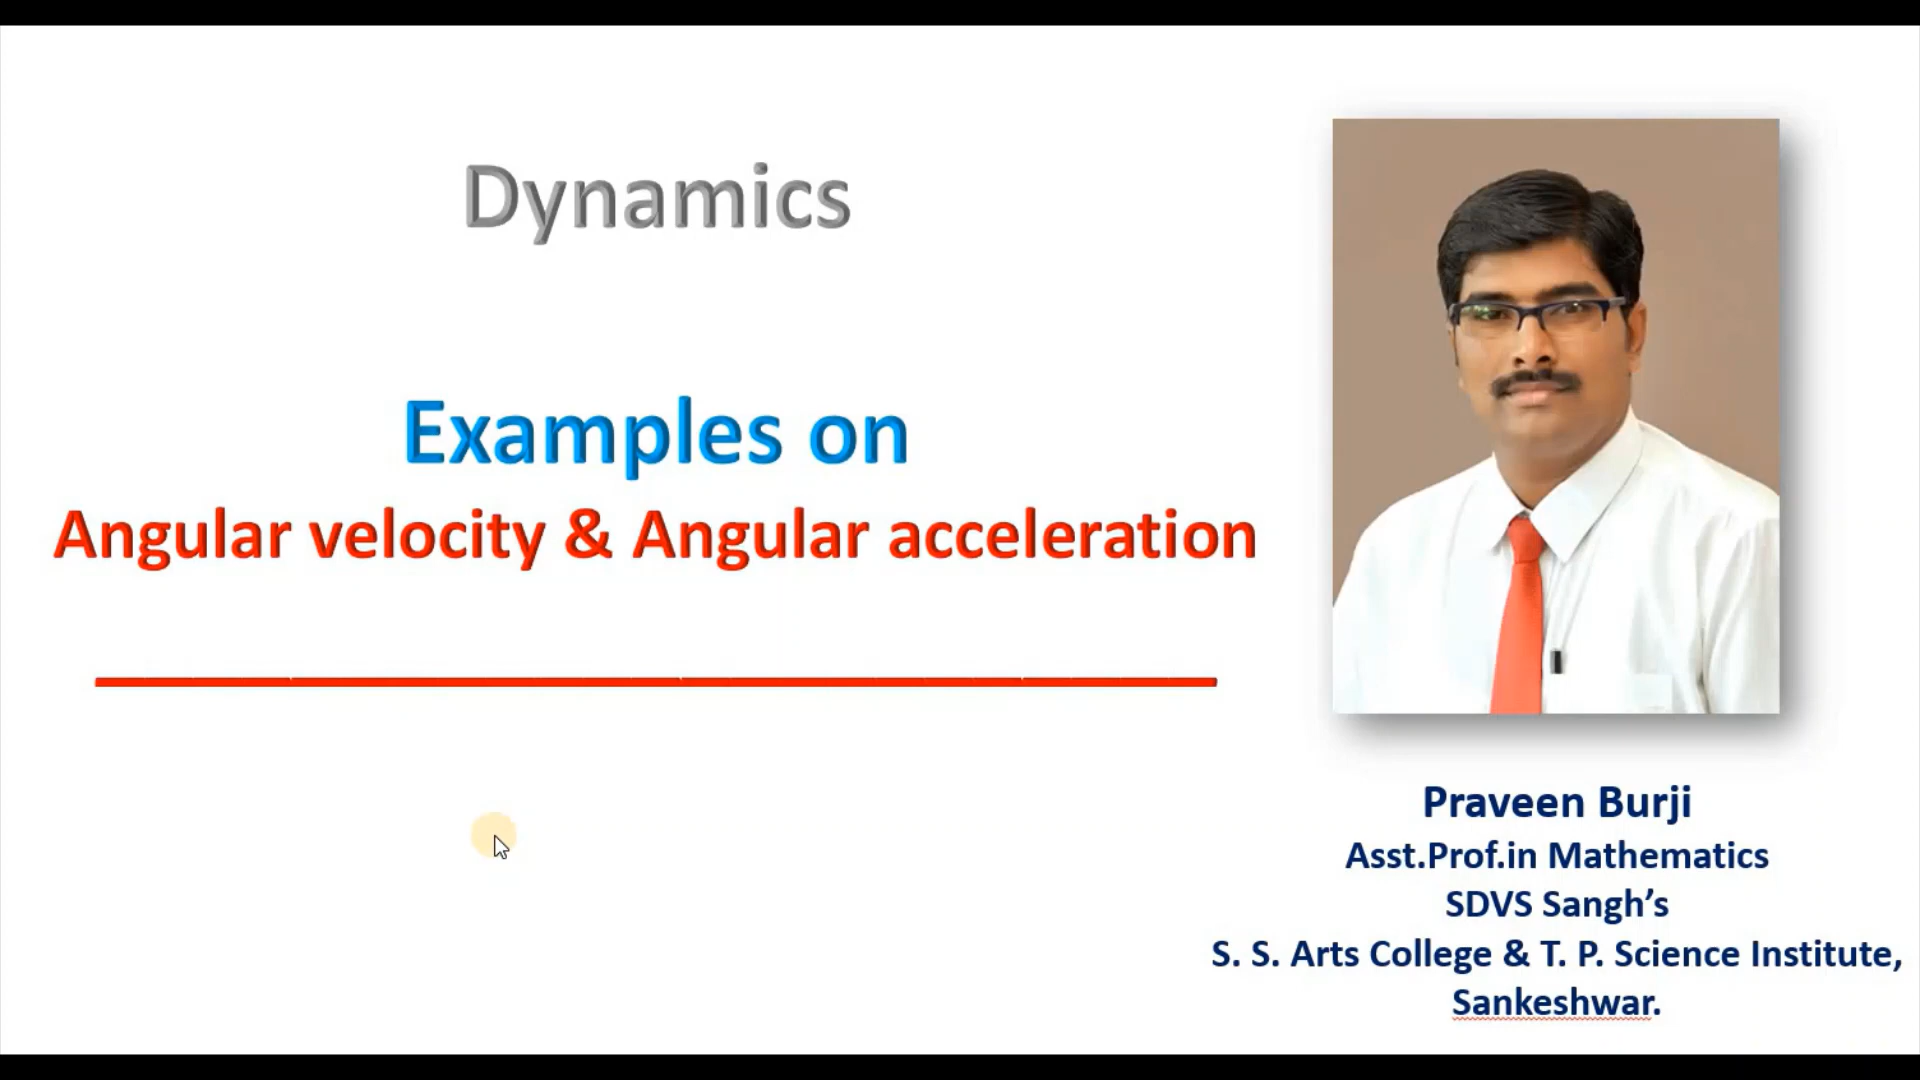 Dynamics
Examples on
Angular velocity & Angular acceleration
Praveen Burji
Asst.Prof.in Mathematics
SDVS Sangh’s
S. S. Arts College & T. P. Science Institute,
Sankeshwar.